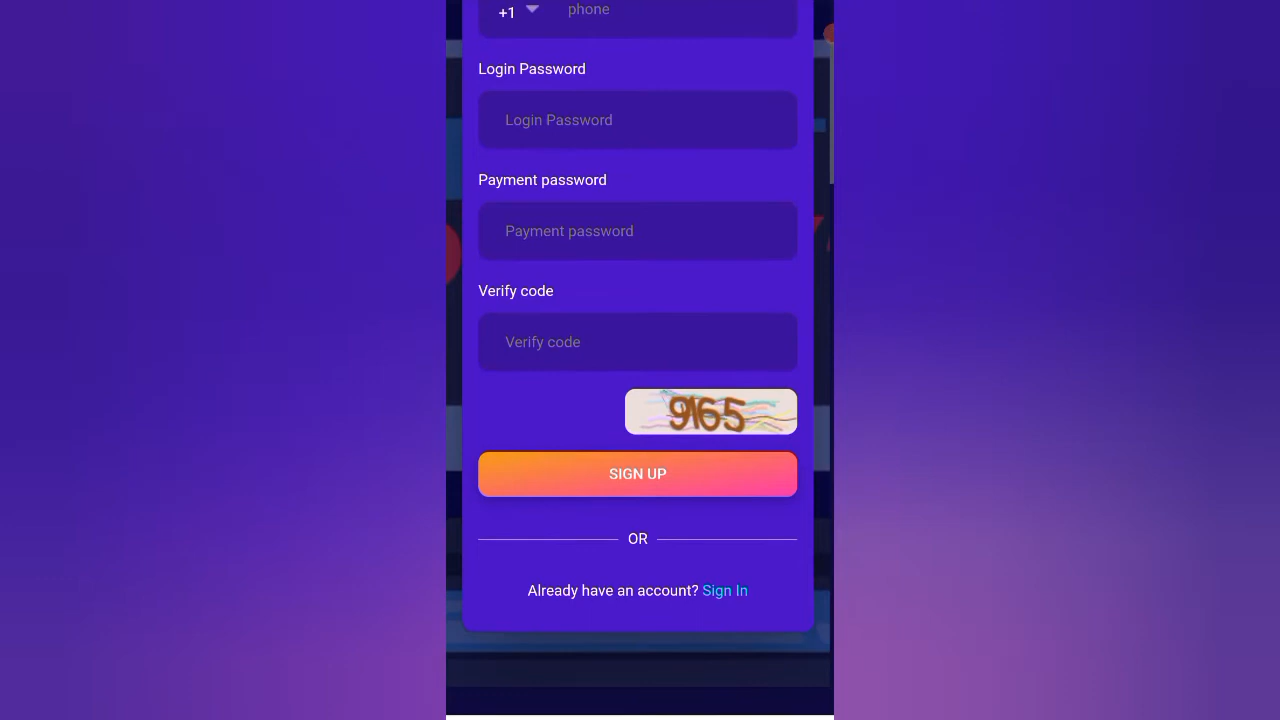 +1 phone
Login Password
Login Password
Payment password
Payment password
Verify code
Verify code
9165
SIGN UP
OR
Already have an account? Sign In